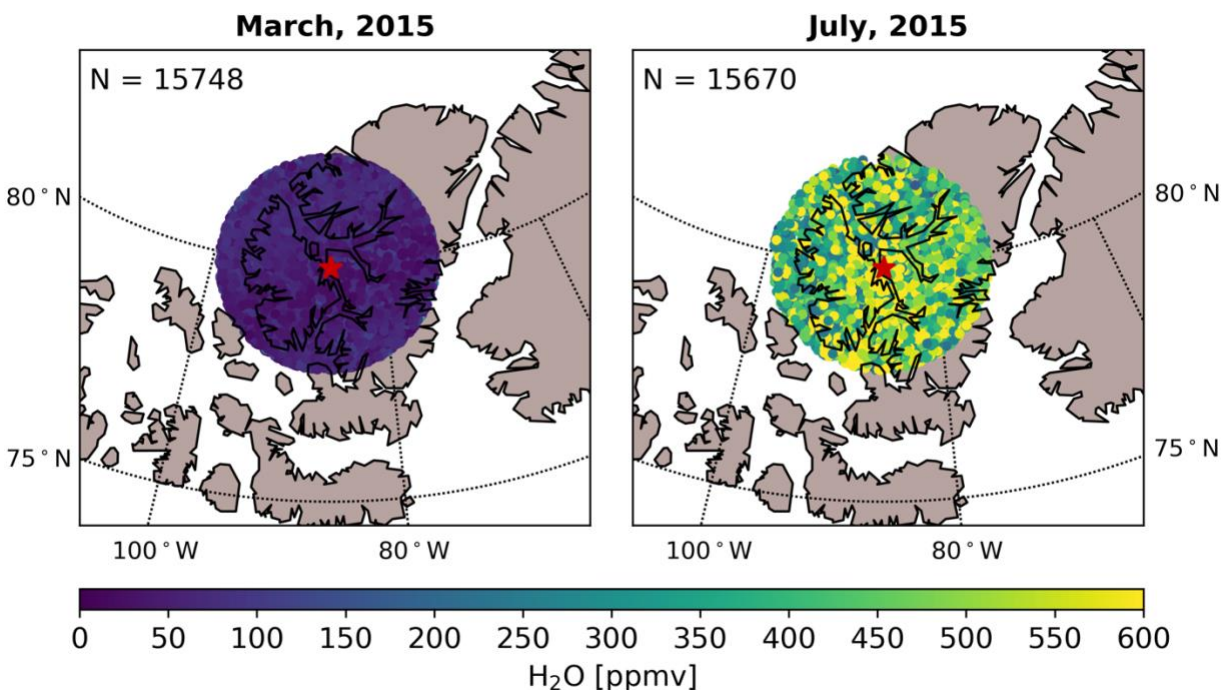 March, 2015
July, 2015
N = 15748
N = 15670
80°N
80°N
75°N
75°N
100°W
80°W
100°W
80°W
0 50 100 150 200 250 300 350 400 450 500 550 600
H₂O [ppmv]